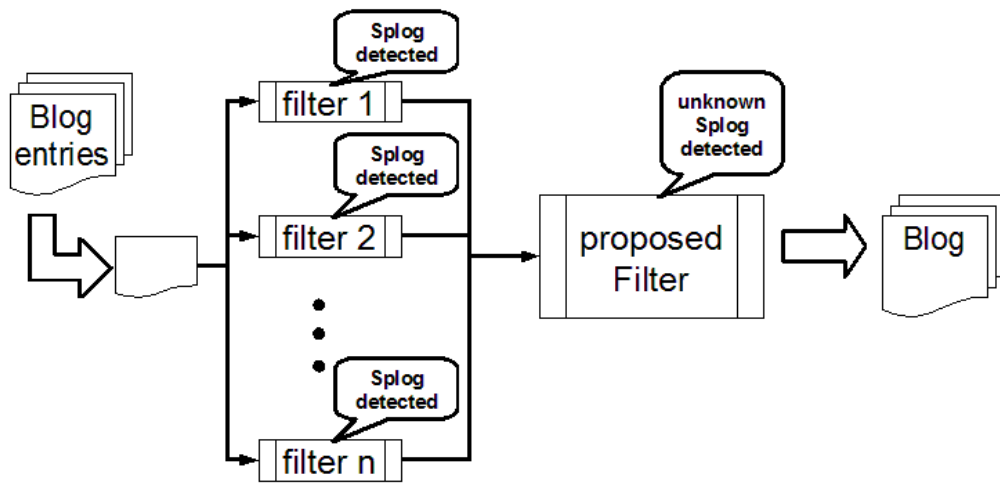 Blog
entries
Splog
detected
filter 1
Splog
detected
filter 2
Splog
detected
filter n
unknown
Splog
detected
proposed
Filter
Blog